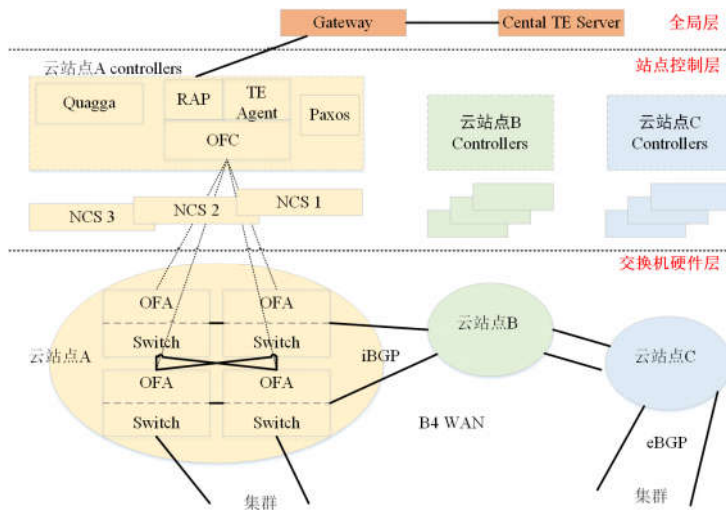 Gateway
Cental TE Server
全局层
云站点A controllers
站点控制层
Quagga
RAP
TE
Agent
Paxos
OFC
云站点B
Controllers
云站点C
Controllers
NCS 3
NCS 2
NCS 1
交换机硬件层
OFA
OFA
Switch
Switch
云站点A
iBGP
云站点B
云站点C
OFA
OFA
Switch
Switch
B4 WAN
eBGP
集群
集群